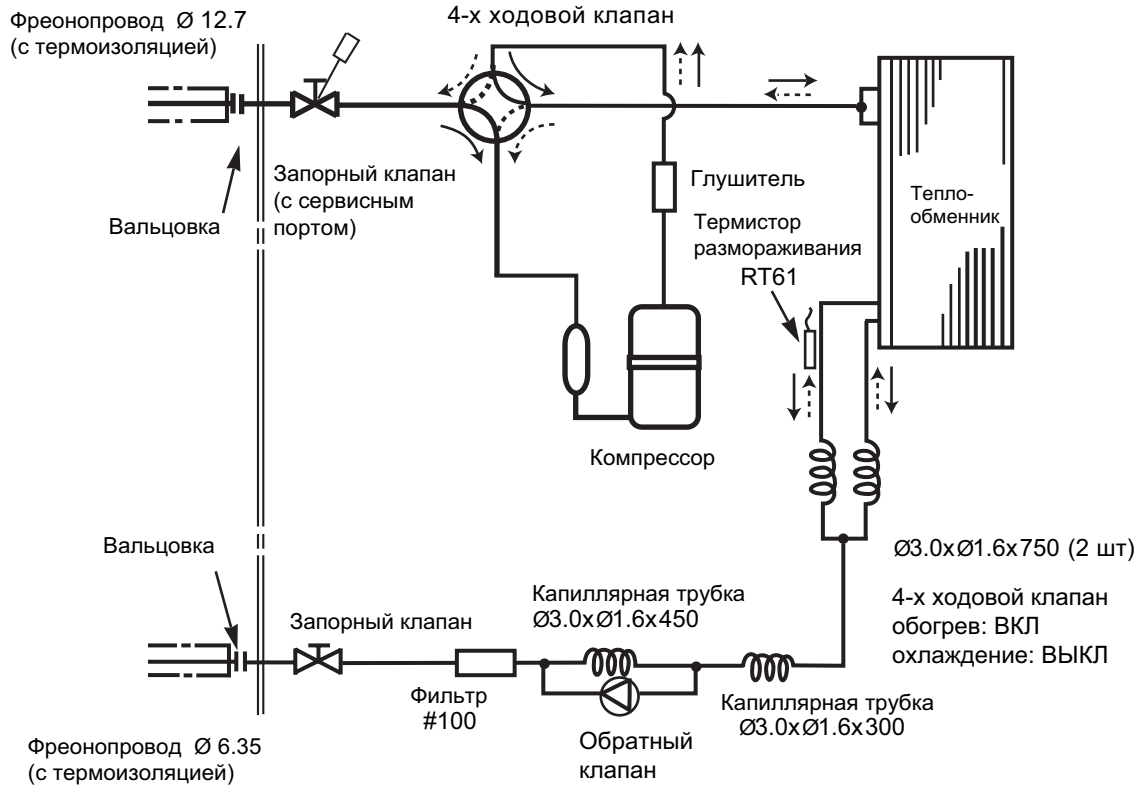 Фреонопровод Ø 12.7
(с термоизоляцией)
4-х ходовой клапан
Вальцовка
Запорный клапан
(с сервисным
портом)
Глушитель
Термистор
размораживания
RT61
Тепло-
обменник
Компрессор
Вальцовка
Запорный клапан
Капиллярная трубка
Ø3.0xØ1.6x450
Ø3.0xØ1.6x750 (2 шт)
4-х ходовой клапан
обогрев: ВКЛ
охлаждение: ВЫКЛ
Фильтр
#100
Обратный
клапан
Капиллярная трубка
Ø3.0xØ1.6x300
Фреонопровод Ø 6.35
(с термоизоляцией)